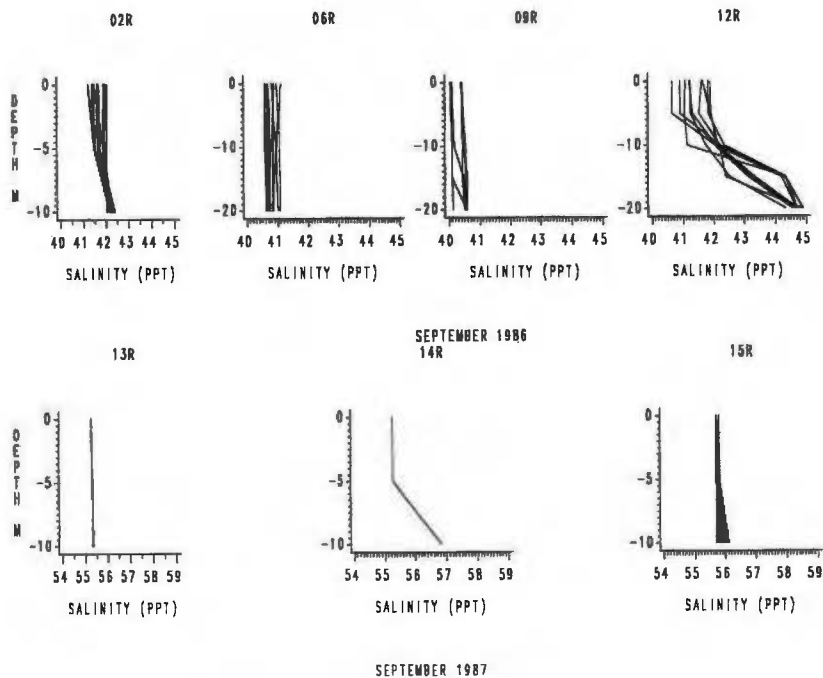 02R 06R 09R 12R
DEPTH M
0 0 0 0
-5 -10 -10 -10
-10 -20 -20 -20
40 41 42 43 44 45 40 41 42 43 44 45 40 41 42 43 44 45 40 41 42 43 44 45
SALINITY (PPT) SALINITY (PPT) SALINITY (PPT) SALINITY (PPT)
SEPTEMBER 1986
13R 14R 15R
DEPTH M
0 0 0
-5 -5 -5
-10 -10 -10
54 55 56 57 58 59 54 55 56 57 58 59 54 55 56 57 58 59
SALINITY (PPT) SALINITY (PPT) SALINITY (PPT)
SEPTEMBER 1987